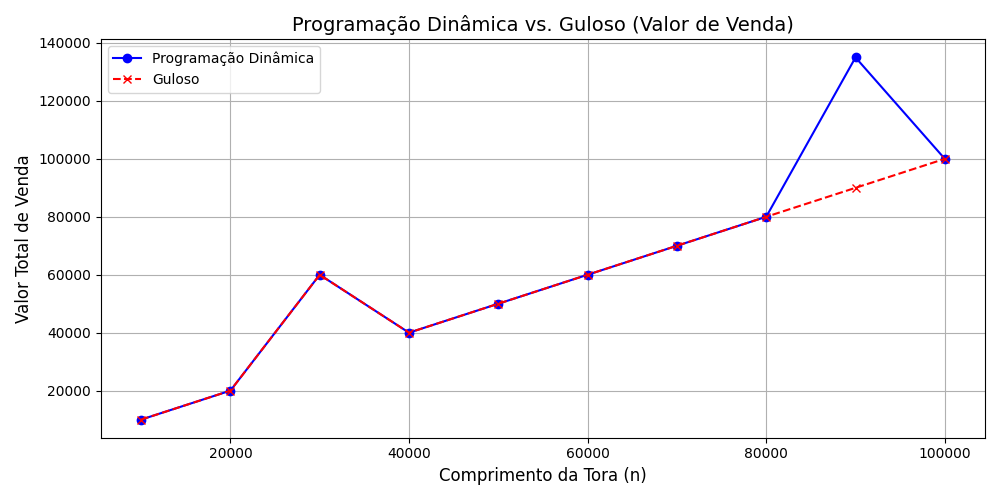 Programação Dinâmica vs. Guloso (Valor de Venda)
Programação Dinâmica
Guloso
Valor Total de Venda
140000
120000
100000
80000
60000
40000
20000
20000 40000 60000 80000 100000
Comprimento da Tora (n)